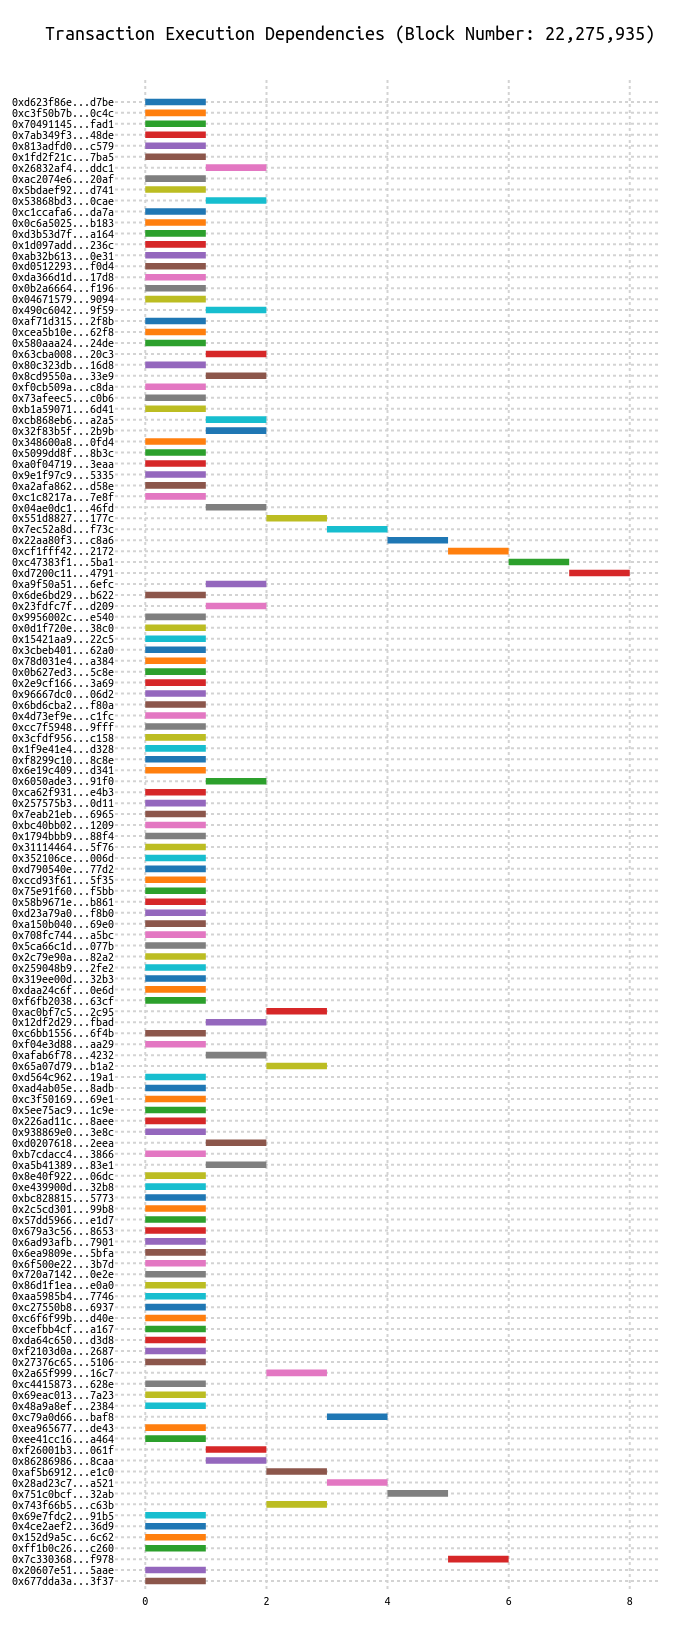 Transaction Execution Dependencies (Block Number: 22,275,935)
0xd623f86e...d7be
0xc3f50b7b...0c4c
0x70491145...fad1
0x7ab349f3...48de
0x813adfd0...c579
0x1fd2f21c...7ba5
0x26832af4...ddc1
0xac2074e6...20af
0x5bdaef92...d741
0x53868bd3...0cae
0xc1ccafa6...da7a
0x0c6a5025...b183
0xd3b53d7f...a164
0x1d097add...236c
0xab32b613...0e31
0xd0512293...f0d4
0xda366d1d...17d8
0x0b2a6664...f196
0x04671579...9094
0x490c6042...9f59
0xaf71d315...2f8b
0xcea5b10e...62f8
0x580aaa24...24de
0x63cba008...20c3
0x80c323db...16d8
0x8cd9550a...33e9
0xf0cb509a...c8da
0x73afeec5...c0b6
0xb1a59071...6d41
0xcb868eb6...a2a5
0x32f83b5f...2b9b
0x348600a8...0fd4
0x5099dd8f...8b3c
0xa0f04719...3eaa
0x9e1f97c9...5335
0xa2afa862...d58e
0xc1c8217a...7e8f
0x04ae0dc1...46fd
0x551d8827...177c
0x7ec52a8d...f73c
0x22aa80f3...c8a6
0xcf1fff42...2172
0xc47383f1...5ba1
0xd7200c11...4791
0xa9f50a51...6efc
0x6de6bd29...b622
0x23fdfc7f...d209
0x9956002c...e540
0x0d1f720e...38c0
0x15421aa9...22c5
0x3cbeb401...62a0
0x78d031e4...a384
0x0b627ed3...5c8e
0x2e9cf166...3a69
0x96667dc0...06d2
0x6bd6cba2...f80a
0x4d73ef9e...c1fc
0xcc7f5948...9fff
0x3cfdf956...c158
0x1f9e41e4...d328
0xf8299c10...8c8e
0x6e19c409...d341
0x6050ade3...91f0
0xca62f931...e4b3
0x257575b3...0d11
0x7eab21eb...6965
0xbc40bb02...1209
0x1794bbb9...88f4
0x31114464...5f76
0x352106ce...006d
0xd790540e...77d2
0xccd93f61...5f35
0x75e91f60...f5bb
0x58b9671e...b861
0xd23a79a0...f8b0
0xa150b040...69e0
0x708fc744...a5bc
0x5ca66c1d...077b
0x2c79e90a...82a2
0x259048b9...2fe2
0x319ee00d...32b3
0xdaa24c6f...0e6d
0xf6fb2038...63cf
0xac0bf7c5...2c95
0x12df2d29...fbad
0xc6bb1556...6f4b
0xf04e3d88...aa29
0xafab6f78...4232
0x65a07d79...b1a2
0xd564c962...19a1
0xad4ab05e...8adb
0xc3f50169...69e1
0x5ee75ac9...1c9e
0x226ad11c...8aee
0x938869e0...3e8c
0xd0207618...2eea
0xb7cdacc4...3866
0xa5b41389...83e1
0x8e40f922...06dc
0xe439900d...32b8
0xbc828815...5773
0x2c5cd301...99b8
0x57dd5966...e1d7
0x679a3c56...8653
0x6ad93afb...7901
0x6ea9809e...5bfa
0x6f500e22...3b7d
0x720a7142...0e2e
0x86d1f1ea...e0a0
0xaa5985b4...7746
0xc27550b8...6937
0xc6f6f99b...d40e
0xcefbb4cf...a167
0xda64c650...d3d8
0xf2103d0a...2687
0x27376c65...5106
0x2a65f999...16c7
0xc4415873...628e
0x69eac013...7a23
0x48a9a8ef...2384
0xc79a0d66...baf8
0xea965677...de43
0xee41cc16...a464
0xf26001b3...061f
0x86286986...8caa
0xaf5b6912...e1c0
0x28ad23c7...a521
0x751c0bcf...32ab
0x743f66b5...c63b
0x69e7fdc2...91b5
0x4ce2aef2...36d9
0x152d9a5c...6c62
0xff1b0c26...c260
0x7c330368...f978
0x20607e51...5aae
0x677dda3a...3f37
0 2 4 6 8